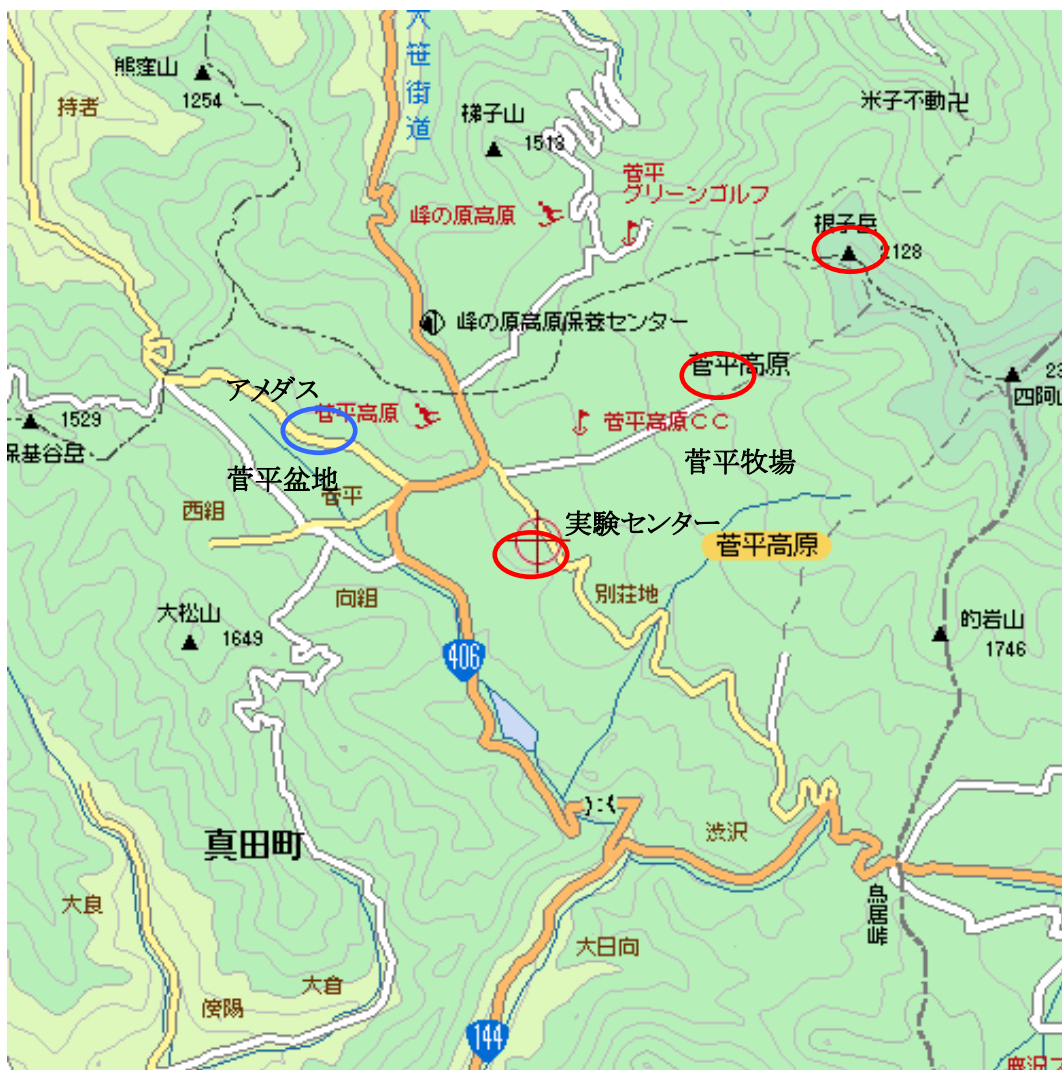 大笹街道
熊窪山
1254
持者
梯子山
1513
米子不動卍
菅平
グリーンゴルフ
峰の原高原
根子岳
2128
峰の原高原保養センター
菅平高原
アメダス
菅平高原
1529
菅平高原CC
四阿山
菅平牧場
菅平盆地
菅平
西組
実験センター
菅平高原
別荘地
向組
大松山
1649
的岩山
1746
406
真田町
渋沢
鳥居峠
大良
大日向
大倉
傍陽
144